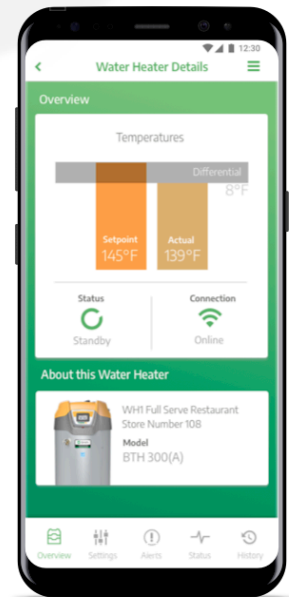 12:30
Water Heater Details
Overview
Temperatures
Differential
8°F
Setpoint
145°F
Actual
139°F
Status
Standby
Connection
Online
About this Water Heater
WH1 Full Serve Restaurant
Store Number 108
Model
BTH 300(A)
Overview Settings Alerts Status History